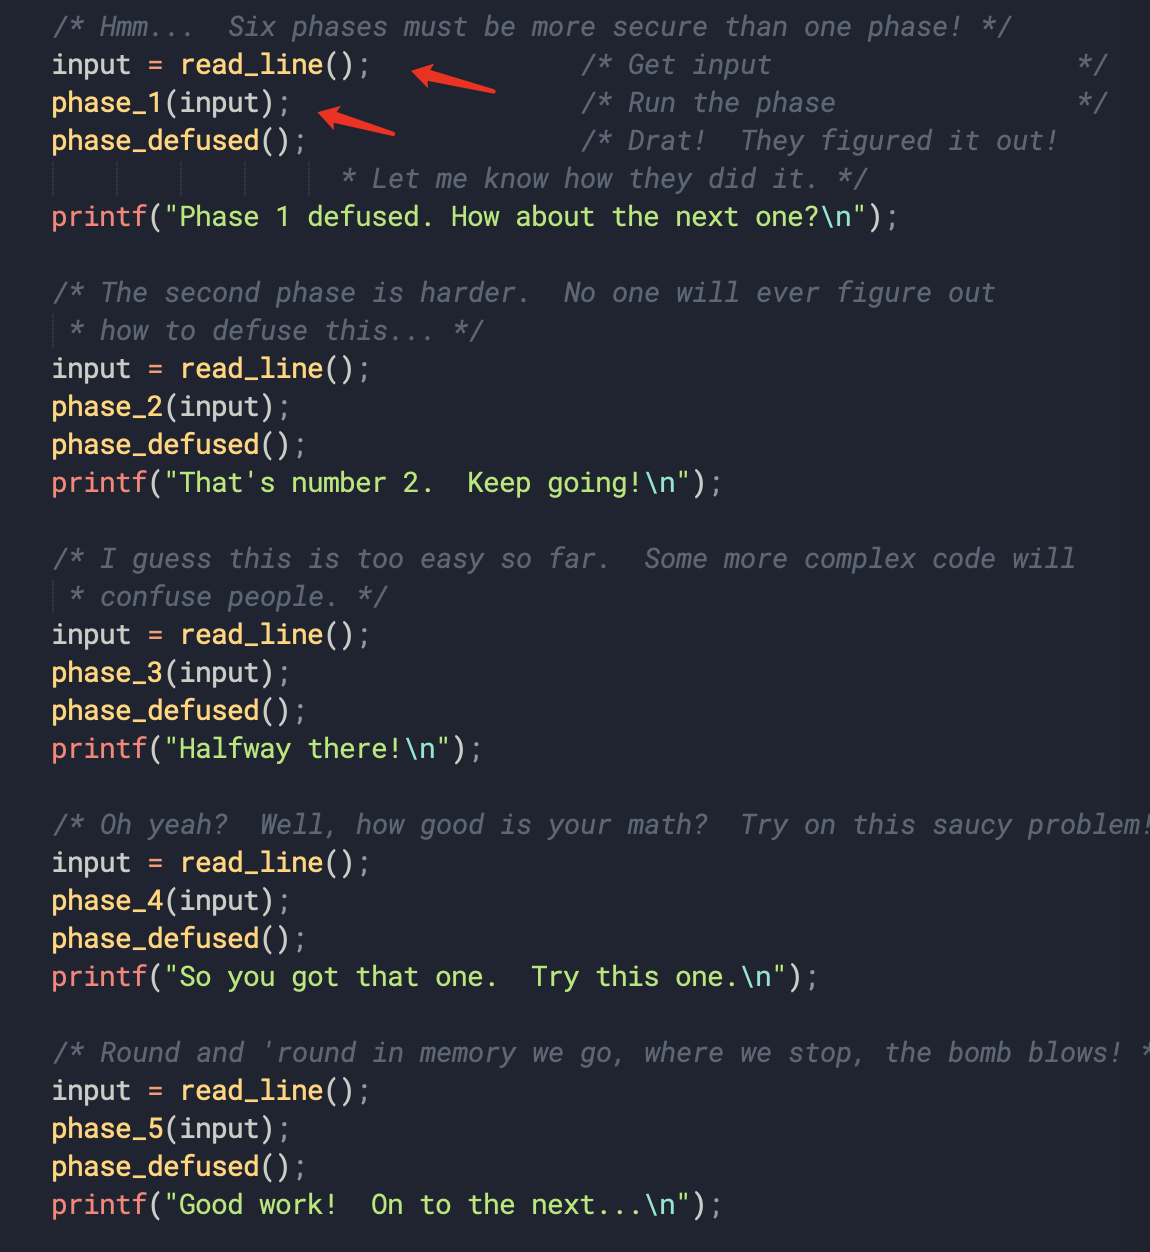 /* Hmm...  Six phases must be more secure than one phase! */
input = read_line();             /* Get input                   */
phase_1(input);                  /* Run the phase               */
phase_defused();                 /* Drat!  They figured it out!
                  * Let me know how they did it. */
printf("Phase 1 defused. How about the next one?\n");

/* The second phase is harder.  No one will ever figure out
 * how to defuse this... */
input = read_line();
phase_2(input);
phase_defused();
printf("That's number 2.  Keep going!\n");

/* I guess this is too easy so far.  Some more complex code will
 * confuse people. */
input = read_line();
phase_3(input);
phase_defused();
printf("Halfway there!\n");

/* Oh yeah?  Well, how good is your math?  Try on this saucy problem!
input = read_line();
phase_4(input);
phase_defused();
printf("So you got that one.  Try this one.\n");

/* Round and 'round in memory we go, where we stop, the bomb blows! *
input = read_line();
phase_5(input);
phase_defused();
printf("Good work!  On to the next...\n");